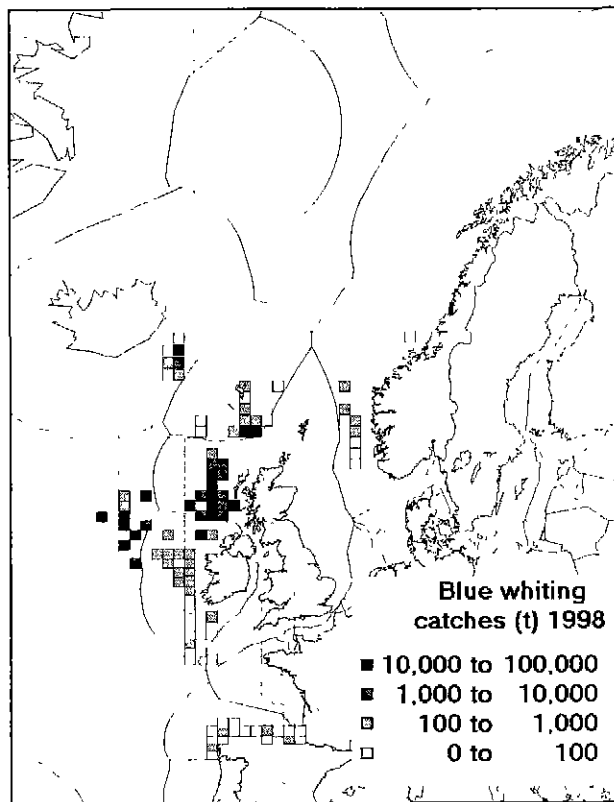 Blue whiting
catches (t) 1998
10,000 to 100,000
1,000 to 10,000
100 to 1,000
0 to 100